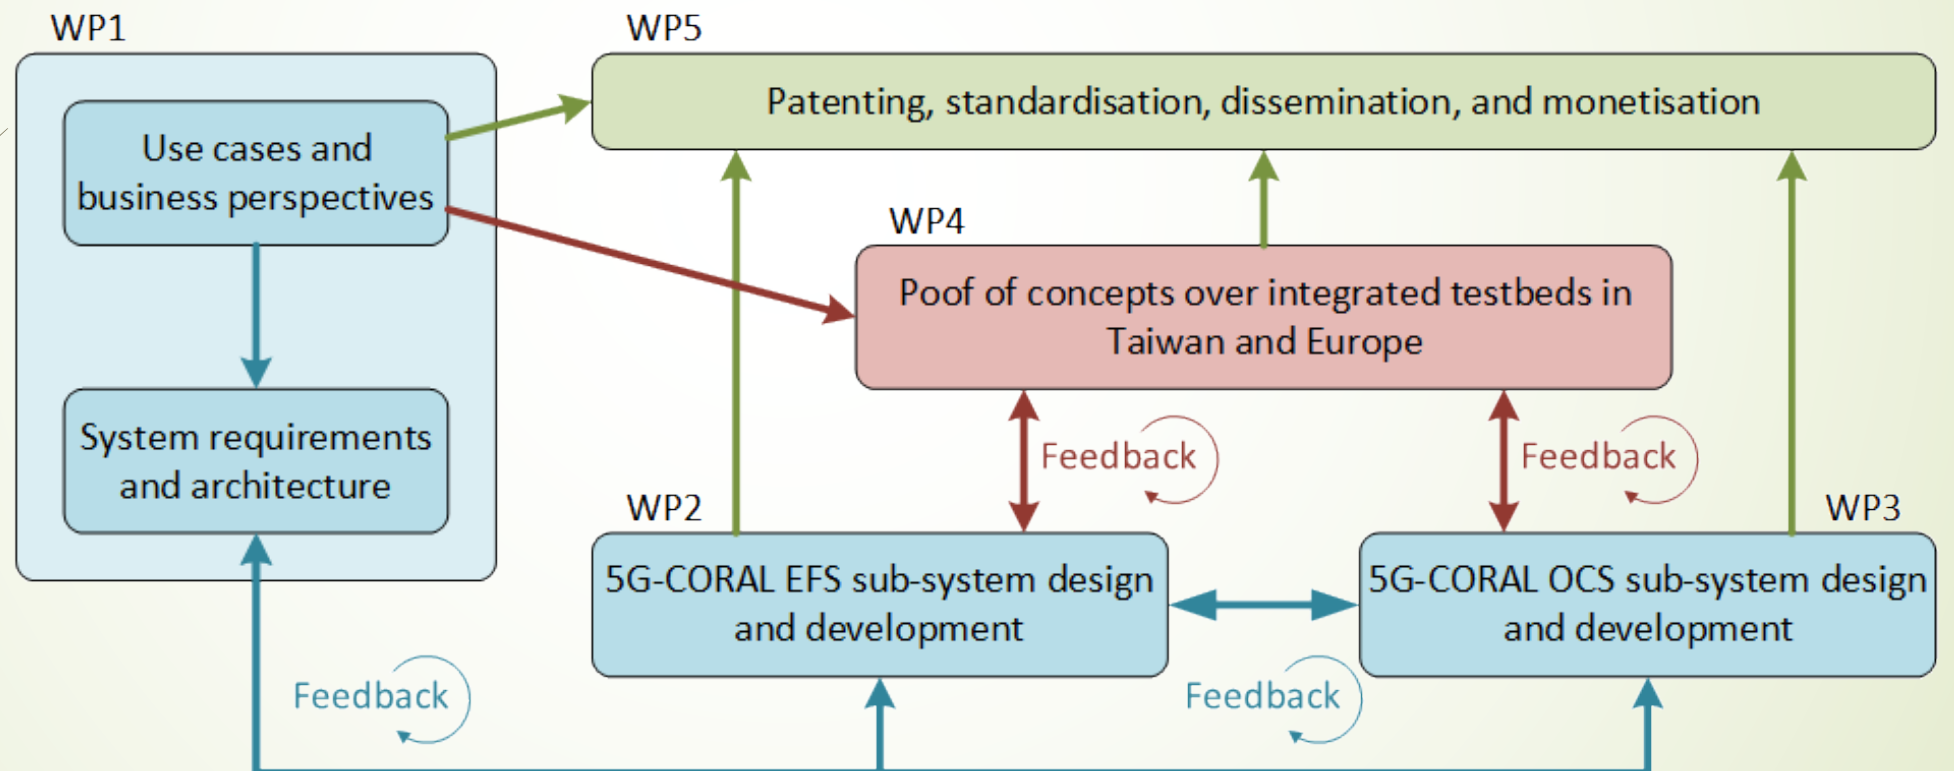 WP1
Use cases and
business perspectives
System requirements
and architecture
Feedback
WP5
Patenting, standardisation, dissemination, and monetisation
WP4
Poof of concepts over integrated testbeds in
Taiwan and Europe
Feedback
Feedback
WP2
5G-CORAL EFS sub-system design
and development
WP3
5G-CORAL OCS sub-system design
and development
Feedback